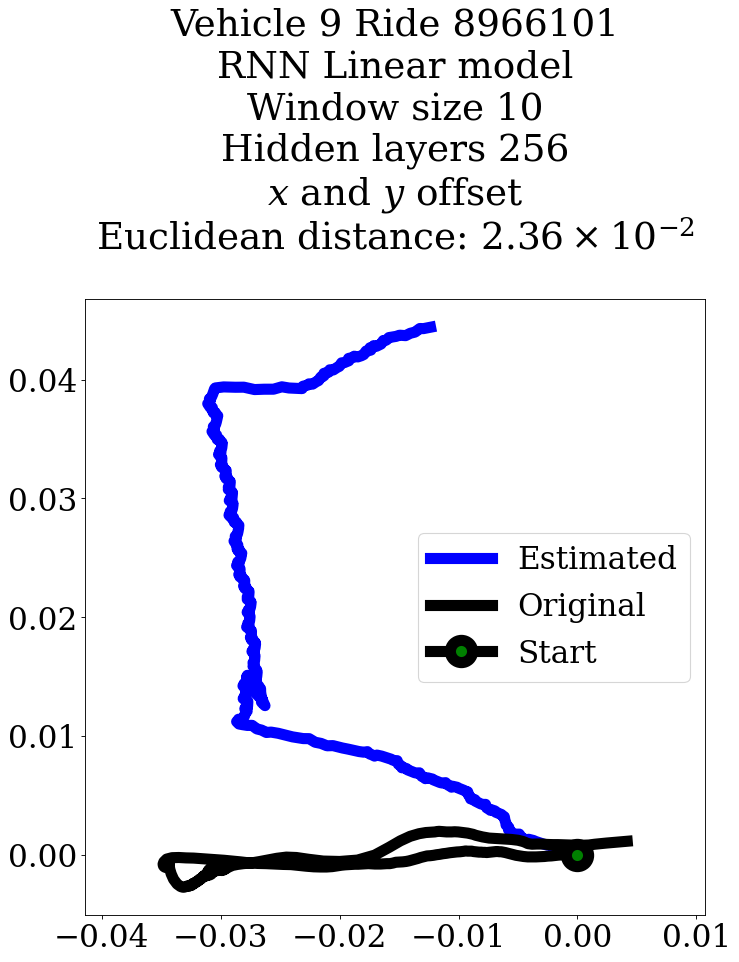 Vehicle 9 Ride 8966101
RNN Linear model
Window size 10
Hidden layers 256
x and y offset
Euclidean distance: 2.36 × 10⁻²
0.04
0.03
0.02
0.01
0.00
Estimated
Original
Start
−0.04 −0.03 −0.02 −0.01 0.00 0.01